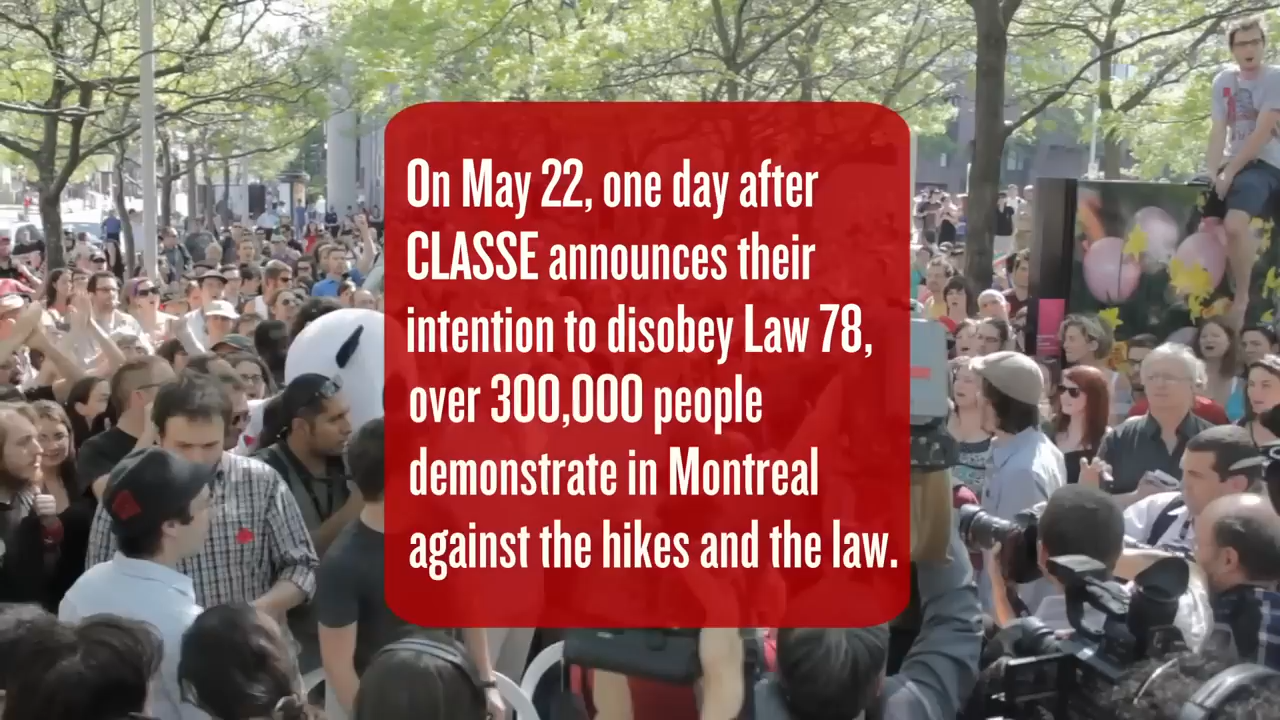 On May 22, one day after
CLASSE announces their
intention to disobey Law 78,
over 300,000 people
demonstrate in Montreal
against the hikes and the law.